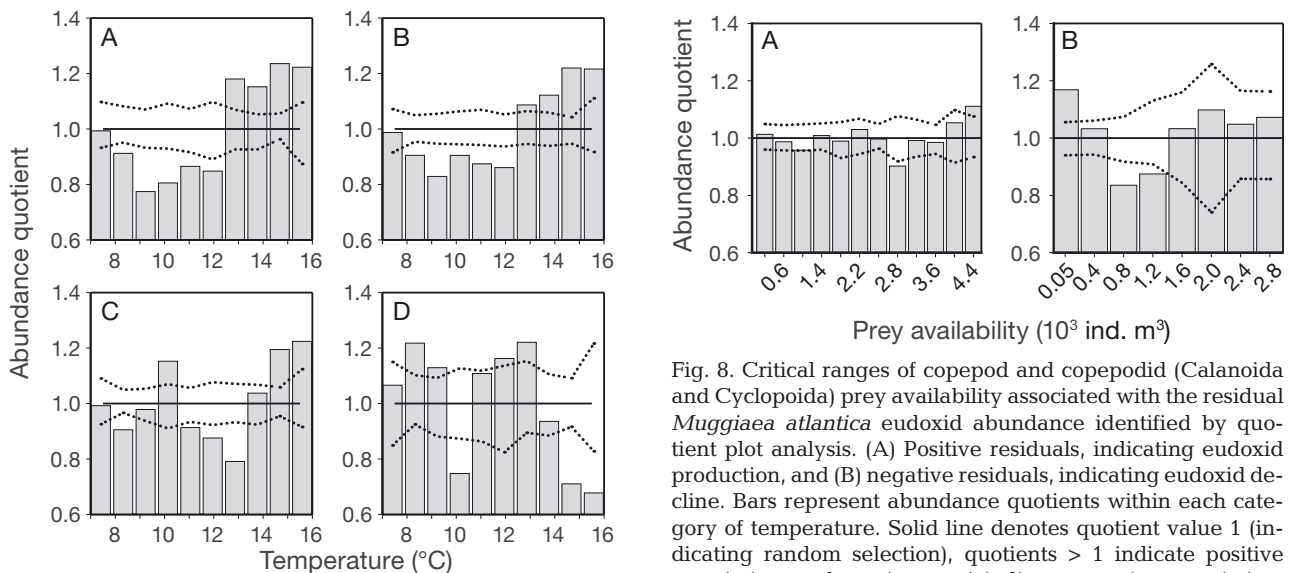 1.4
A
1.2
1.0
0.8
0.6
8 10 12 14 16
1.4
B
1.2
1.0
0.8
0.6
8 10 12 14 16
1.4
C
1.2
1.0
0.8
0.6
8 10 12 14 16
1.4
D
1.2
1.0
0.8
0.6
8 10 12 14 16
Abundance quotient
Temperature (°C)
1.4
A
1.2
1.0
0.8
0.6
0.6 1.4 2.2 2.8 3.6 4.4
1.4
B
1.2
1.0
0.8
0.6
0.05 0.4 0.8 1.2 1.6 2.0 2.4 2.8
Abundance quotient
Prey availability (10³ ind. m³)
Fig. 8. Critical ranges of copepod and copepodid (Calanoida
and Cyclopoida) prey availability associated with the residual
Muggiaea atlantica eudoxid abundance identified by quo-
tient plot analysis. (A) Positive residuals, indicating eudoxid
production, and (B) negative residuals, indicating eudoxid de-
cline. Bars represent abundance quotients within each cate-
gory of temperature. Solid line denotes quotient value 1 (in-
dicating random selection), quotients > 1 indicate positive